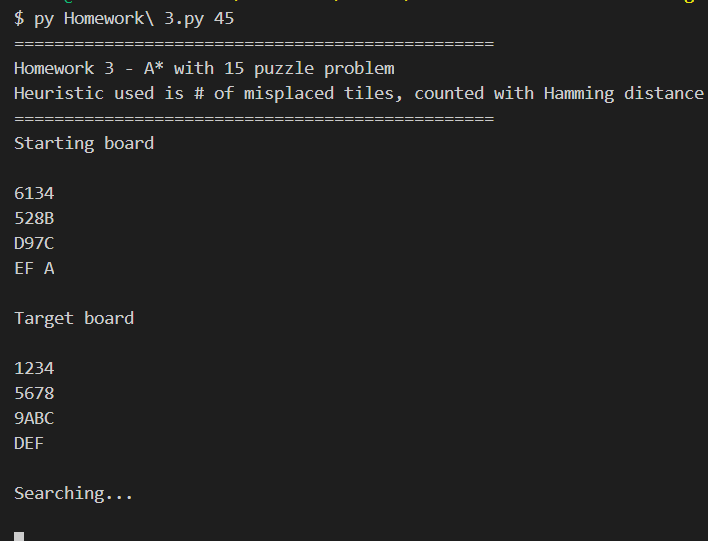 $ py Homework\ 3.py 45
================================================
Homework 3 - A* with 15 puzzle problem
Heuristic used is # of misplaced tiles, counted with Hamming distance
================================================
Starting board
6134
528B
D97C
EF A
Target board
1234
5678
9ABC
DEF
Searching...